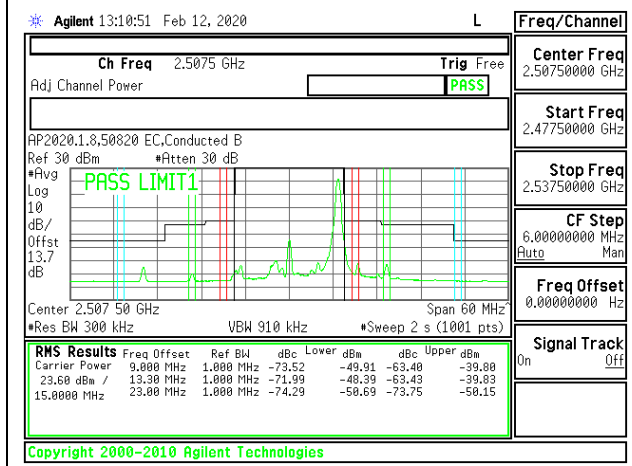 Agilent 13:10:51 Feb 12, 2020 L
Freq/Channel
Ch Freq 2.5075 GHz Trig Free
Adj Channel Power PASS
AP2020.1.8,50820 EC,Conducted B
Ref 30 dBm #Atten 30 dB
#Avg
Log
10
dB/
Offst
13.7
dB
PASS LIMIT1
Center 2.507 50 GHz Span 60 MHz^
#Res BW 300 kHz VBW 910 kHz #Sweep 2 s (1001 pts)
RMS Results Freq Offset Ref BW dBc Lower dBm dBc Upper dBm
Carrier Power 9.000 MHz 1.000 MHz -73.52 -49.91 -63.40 -39.80
23.60 dBm / 13.30 MHz 1.000 MHz -71.99 -48.39 -63.43 -39.83
15.0000 MHz 23.00 MHz 1.000 MHz -74.29 -50.69 -73.75 -50.15
Copyright 2000-2010 Agilent Technologies
Center Freq
2.50750000 GHz
Start Freq
2.47750000 GHz
Stop Freq
2.53750000 GHz
CF Step
6.00000000 MHz
Auto Man
Freq Offset
0.00000000 Hz
Signal Track
On Off